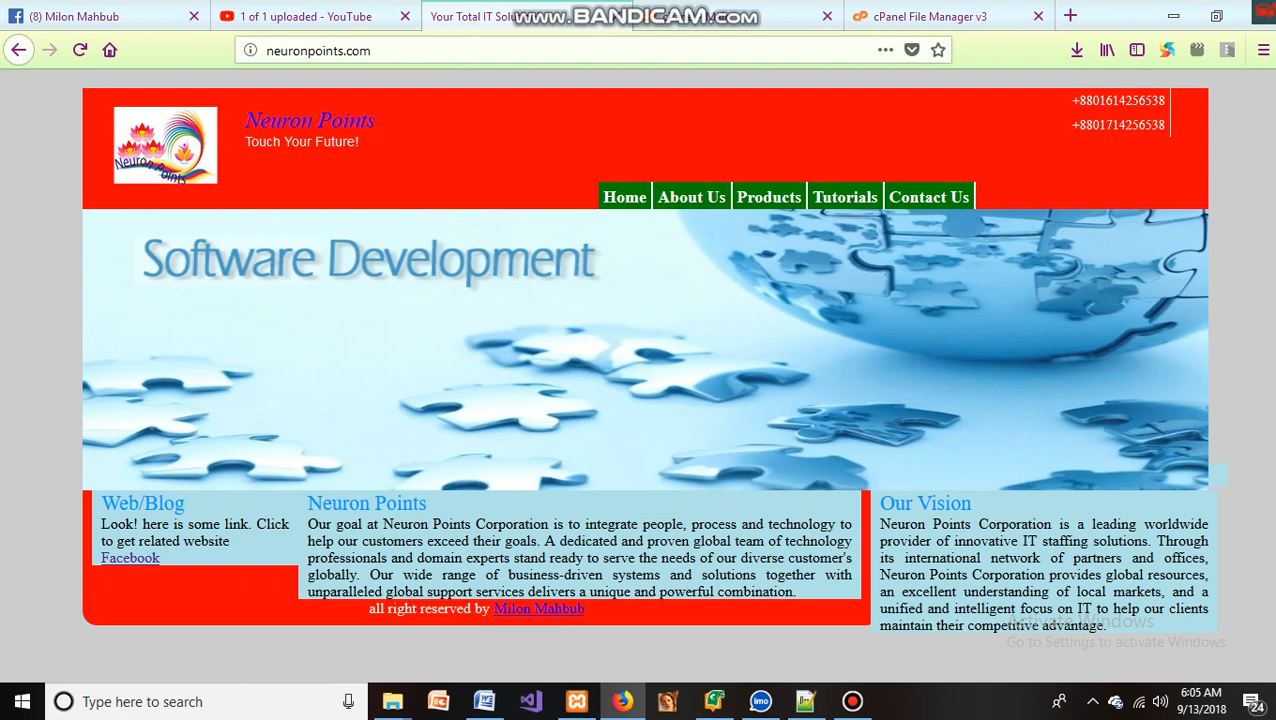 (8) Milon Mahbub
1 of 1 uploaded - YouTube
Your Total IT
www.BANDICAM.com
cPanel File Manager v3
neuronpoints.com
+8801614256538
+8801714256538
Neuron Points
Touch Your Future!
Neuron Points
Home
About Us
Products
Tutorials
Contact Us
Software Development
Web/Blog
Look! here is some link. Click
to get related website
Facebook
Neuron Points
Our goal at Neuron Points Corporation is to integrate people, process and technology to
help our customers exceed their goals. A dedicated and proven global team of technology
professionals and domain experts stand ready to serve the needs of our diverse customer's
globally. Our wide range of business-driven systems and solutions together with
unparalleled global support services delivers a unique and powerful combination.
all right reserved by Milon Mahbub
Our Vision
Neuron Points Corporation is a leading worldwide
provider of innovative IT staffing solutions. Through
its international network of partners and offices,
Neuron Points Corporation provides global resources,
an excellent understanding of local markets, and a
unified and intelligent focus on IT to help our clients
maintain their competitive advantage.
Activate Windows
Go to Settings to activate Windows.
Type here to search
6:05 AM
9/13/2018
24